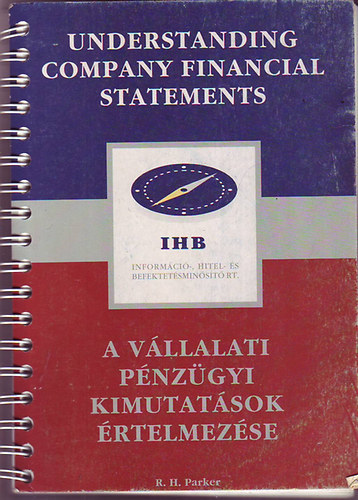 UNDERSTANDING
COMPANY FINANCIAL
STATEMENTS
IHB
INFORMÁCIÓ-, HITEL- ÉS
BEFEKTETÉSMINŐSÍTŐ RT.
A VÁLLALATI
PÉNZÜGYI
KIMUTATÁSOK
ÉRTELMEZÉSE
R. H. Parker